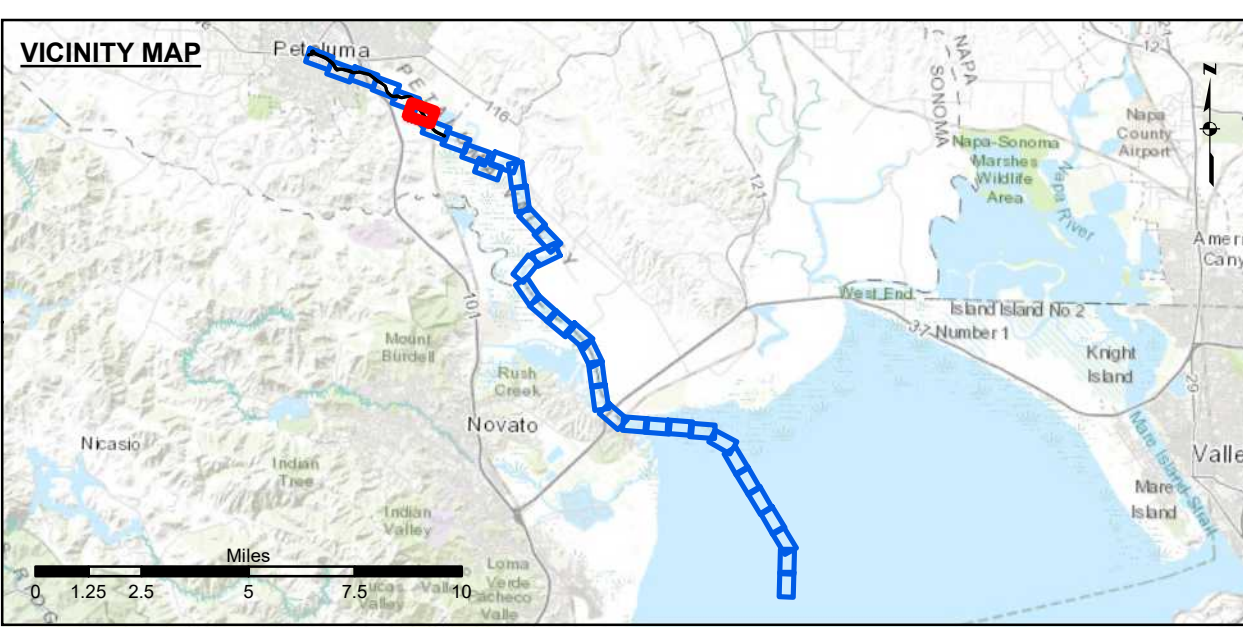 VICINITY MAP
Petaluma
12
N
NAPA
SONOMA
116
Napa
County
Airport
Napa-Sonoma
Marshes
Wildlife
Area
Napa River
121
Ameri
Cany
101
West End
Island Island No 2
Number 1
37
Mount
Burdell
Knight
Island
Rush
Creek
29
Novato
Nicasio
Mare Island Strait
Valle
Indian
Tree
Mare
Island
Indian
Valley
Miles
Loma
Verde
Pacheco
Valle
Lucas Valley
0 1.25 2.5 5 7.5 10